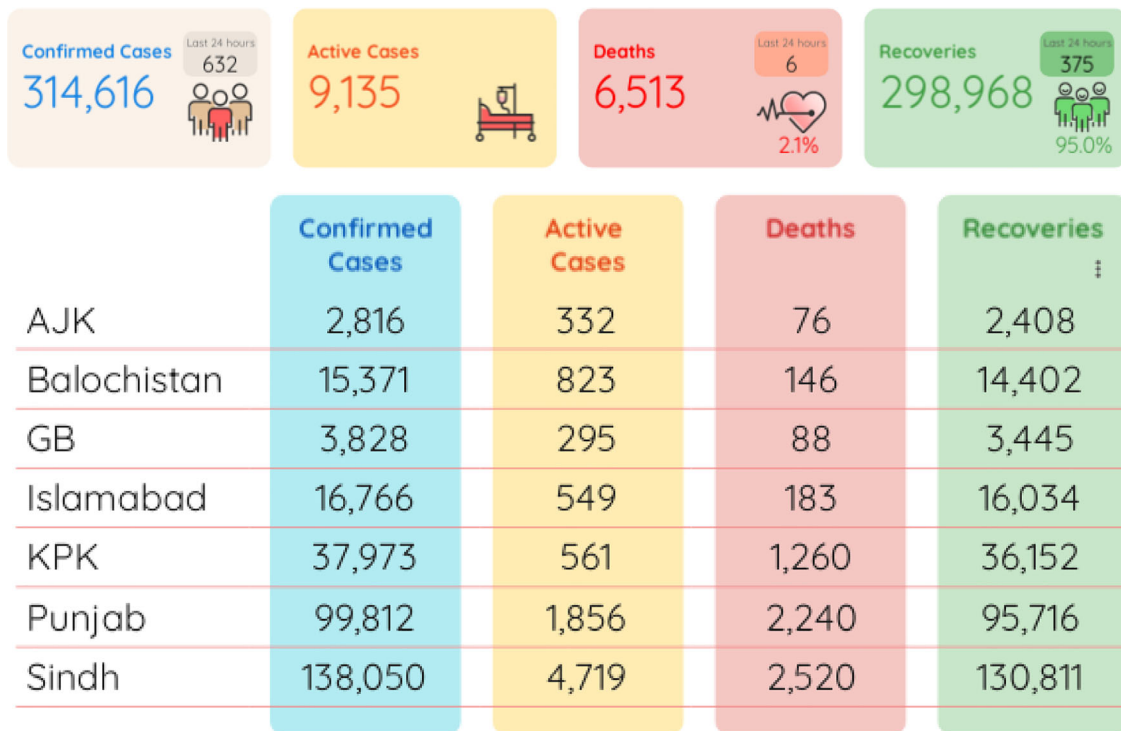 Confirmed Cases
314,616
Last 24 hours
632
Active Cases
9,135
Deaths
6,513
Last 24 hours
6
2.1%
Recoveries
298,968
Last 24 hours
375
95.0%
Confirmed Cases Active Cases Deaths Recoveries
AJK 2,816 332 76 2,408
Balochistan 15,371 823 146 14,402
GB 3,828 295 88 3,445
Islamabad 16,766 549 183 16,034
KPK 37,973 561 1,260 36,152
Punjab 99,812 1,856 2,240 95,716
Sindh 138,050 4,719 2,520 130,811